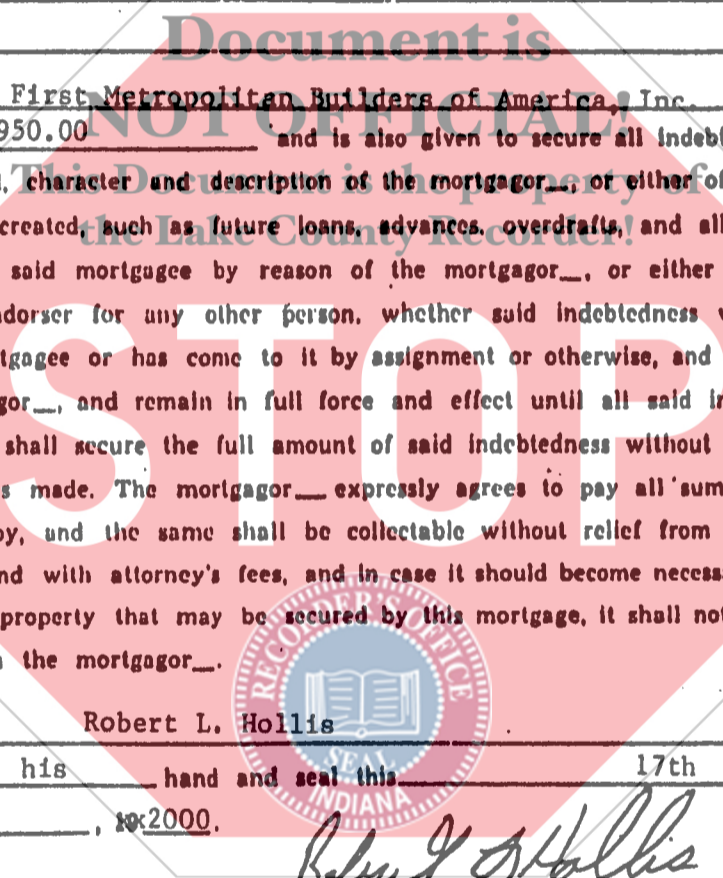 Document is
NOT OFFICIAL!
This Document is the property of
the Lake County Recorder!
STOP
First Metropolitan Builders of America, Inc.
950.00 and is also given to secure all indebt
, character and description of the mortgagor__, or either of
created, such as future loans, advances, overdrafts, and all
said mortgagee by reason of the mortgagor__, or either
dorser for any other person, whether said indebtedness
tgagee or has come to it by assignment or otherwise, and
gor__, and remain in full force and effect until all said in
shall secure the full amount of said indebtedness without
s made. The mortgagor__ expressly agrees to pay all sum
by, and the same shall be collectable without relief from
nd with attorney's fees, and in case it should become necess
property that may be secured by this mortgage, it shall not
the mortgagor__.
RECORDER'S OFFICE
SEAL
INDIANA
Robert L. Hollis
his hand and seal this 17th
, 2000.
Robert L Hollis